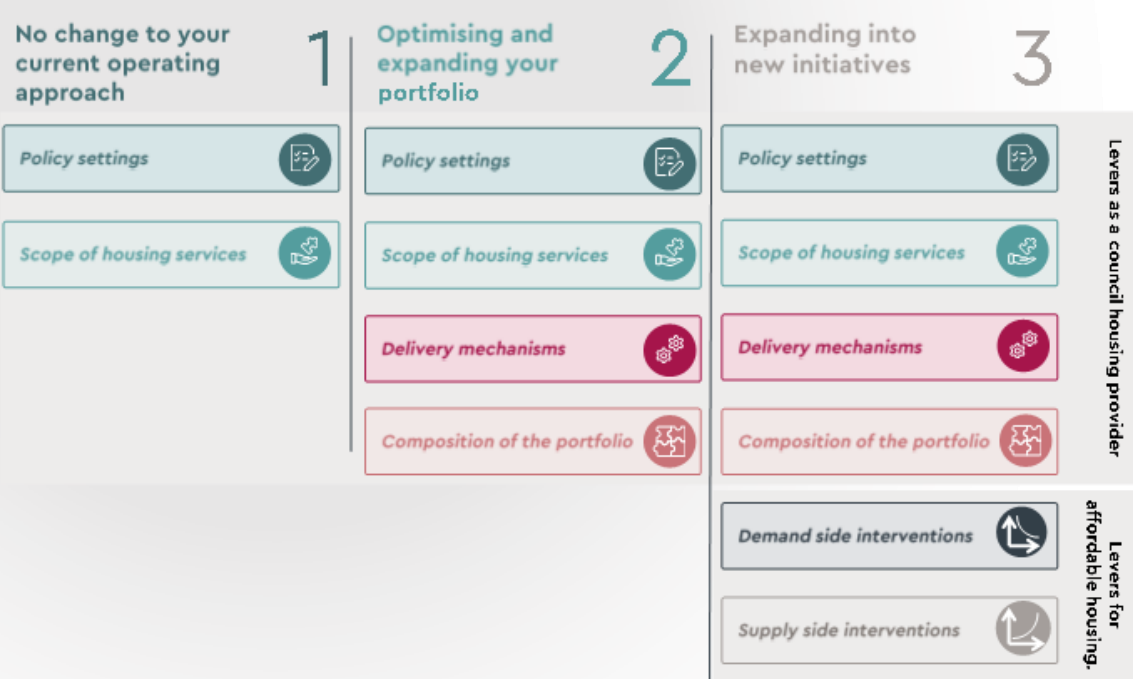 No change to your
current operating
approach
1
Policy settings
Scope of housing services
Optimising and
expanding your
portfolio
2
Policy settings
Scope of housing services
Delivery mechanisms
Composition of the portfolio
Expanding into
new initiatives
3
Policy settings
Scope of housing services
Delivery mechanisms
Composition of the portfolio
Demand side interventions
Supply side interventions
Levers as a council housing provider
Levers for
affordable housing.